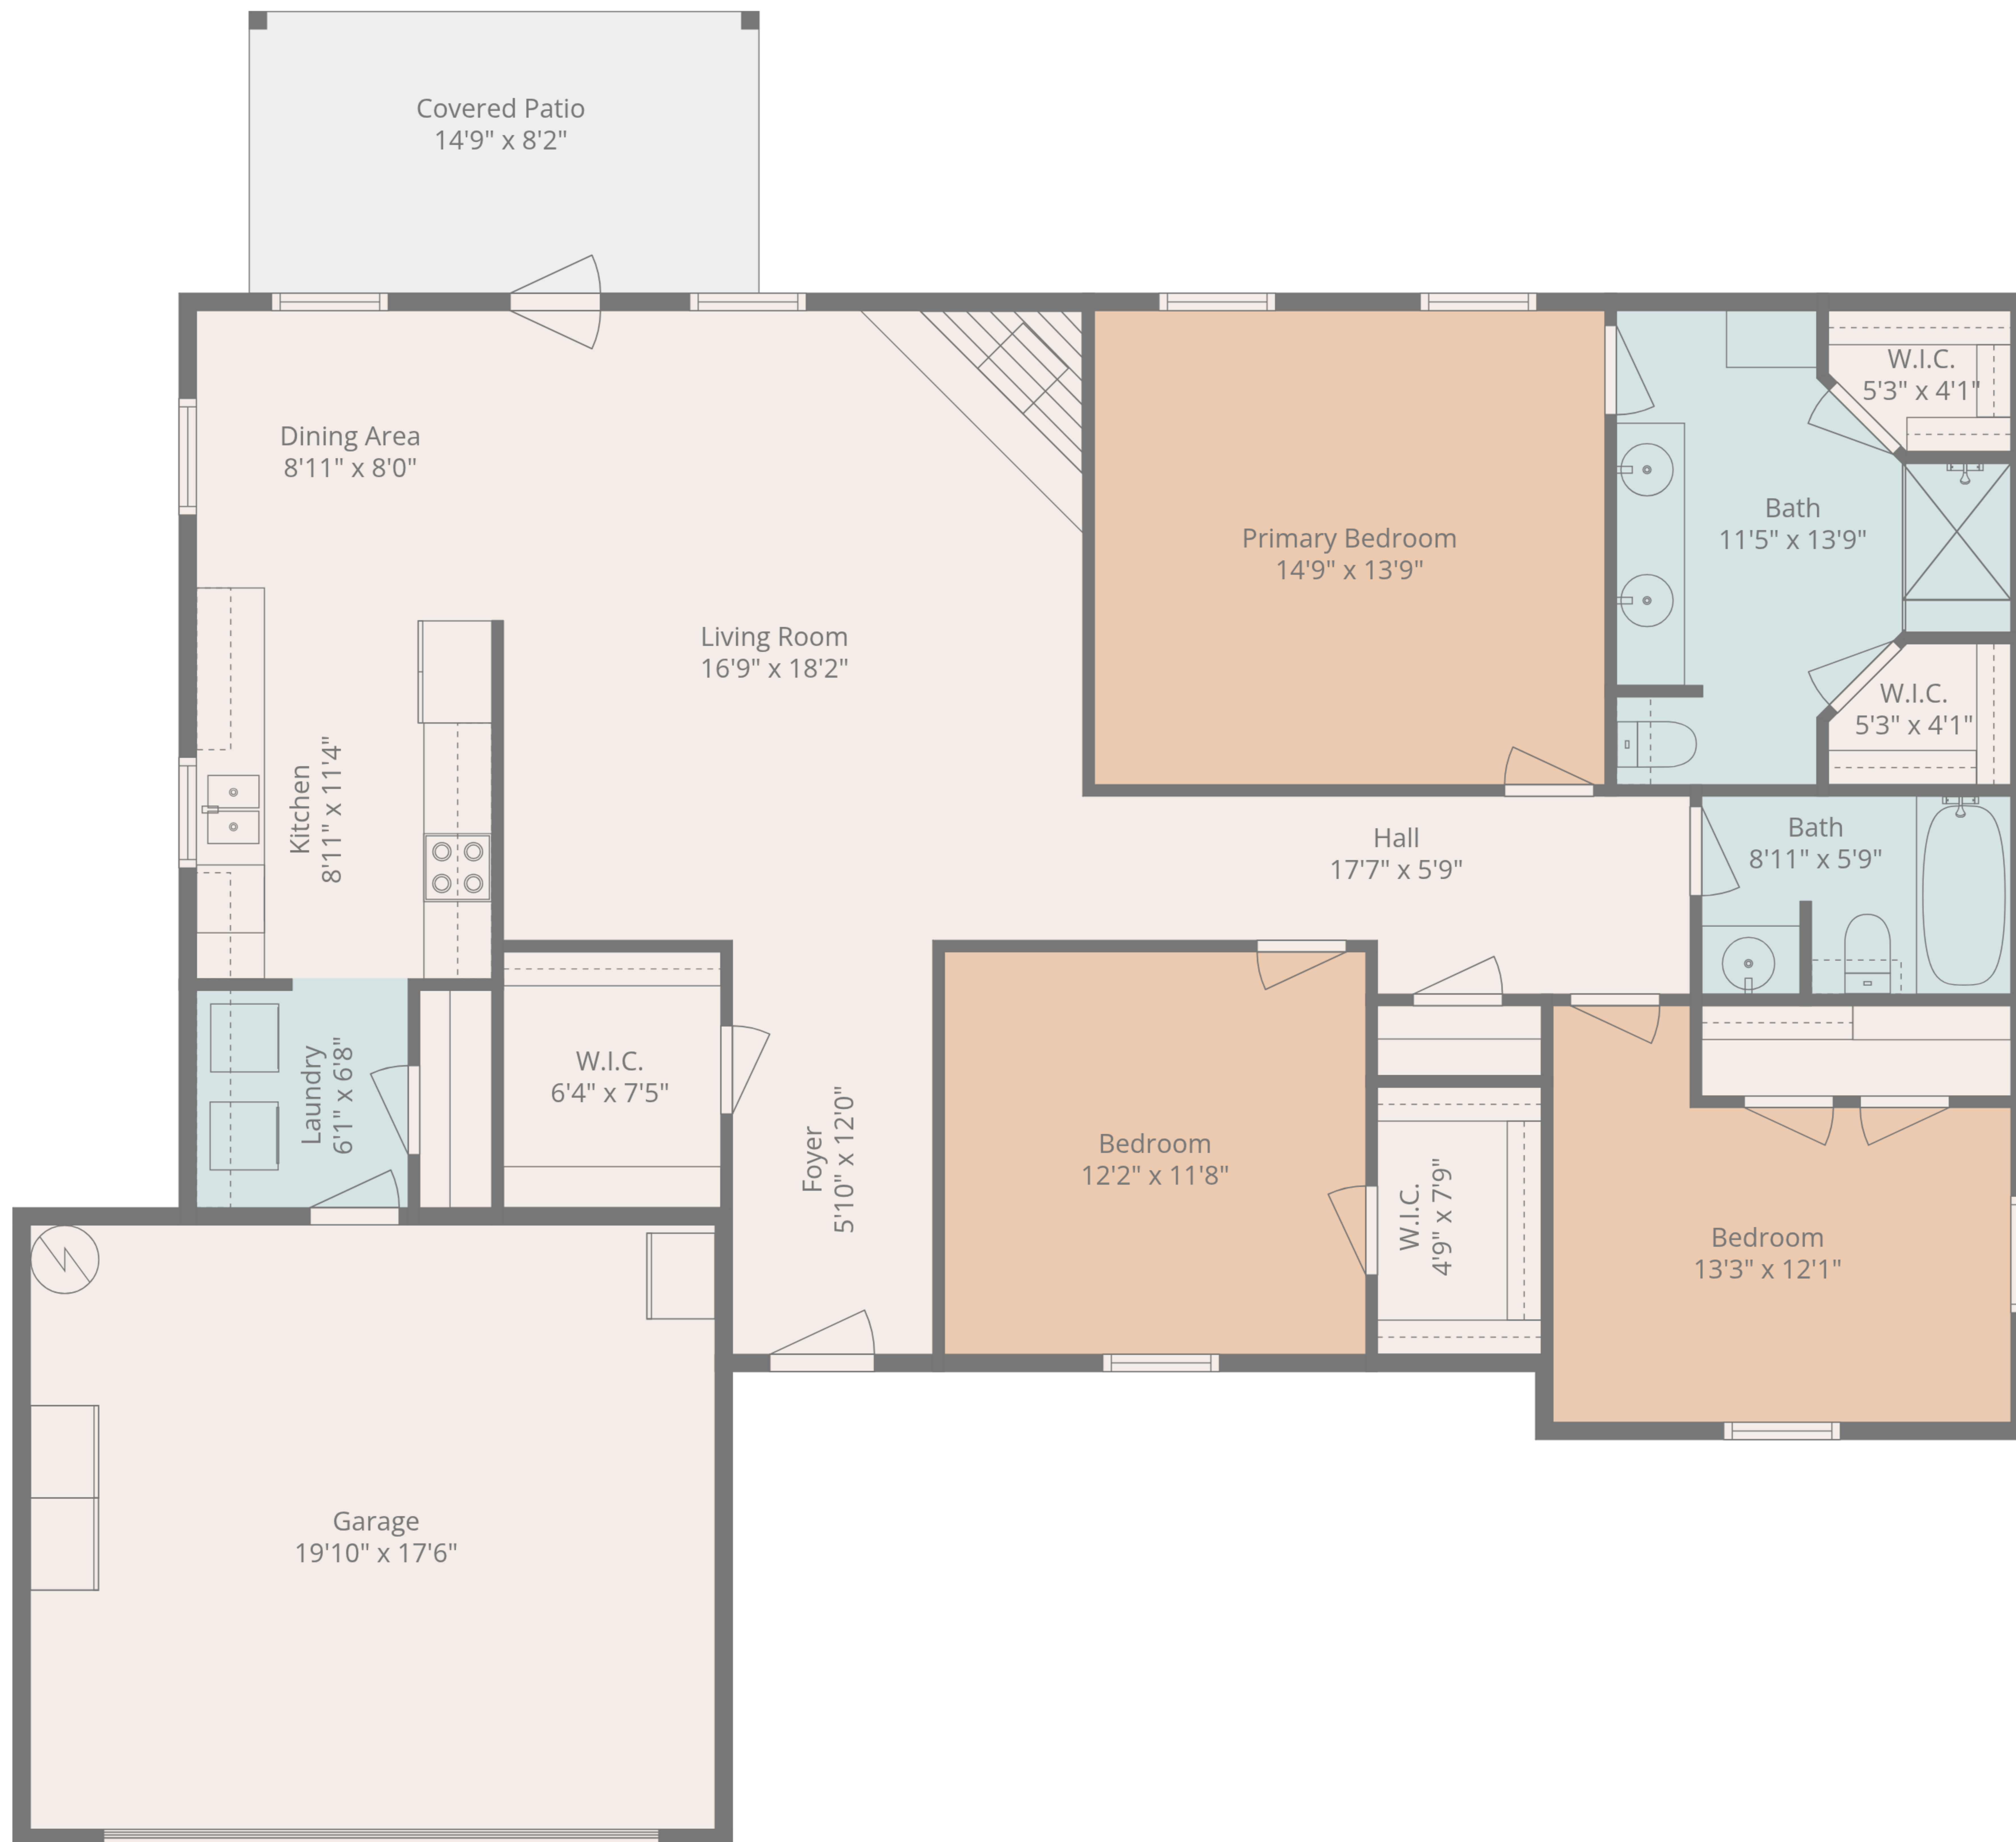 Covered Patio
14'9" x 8'2"
Dining Area
8'11" x 8'0"
W.I.C.
5'3" x 4'1"
Primary Bedroom
14'9" x 13'9"
Bath
11'5" x 13'9"
Living Room
16'9" x 18'2"
W.I.C.
5'3" x 4'1"
Kitchen
8'11" x 11'4"
Hall
17'7" x 5'9"
Bath
8'11" x 5'9"
Laundry
6'1" x 6'8"
W.I.C.
6'4" x 7'5"
Foyer
5'10" x 12'0"
Bedroom
12'2" x 11'8"
W.I.C.
4'9" x 7'9"
Bedroom
13'3" x 12'1"
Garage
19'10" x 17'6"